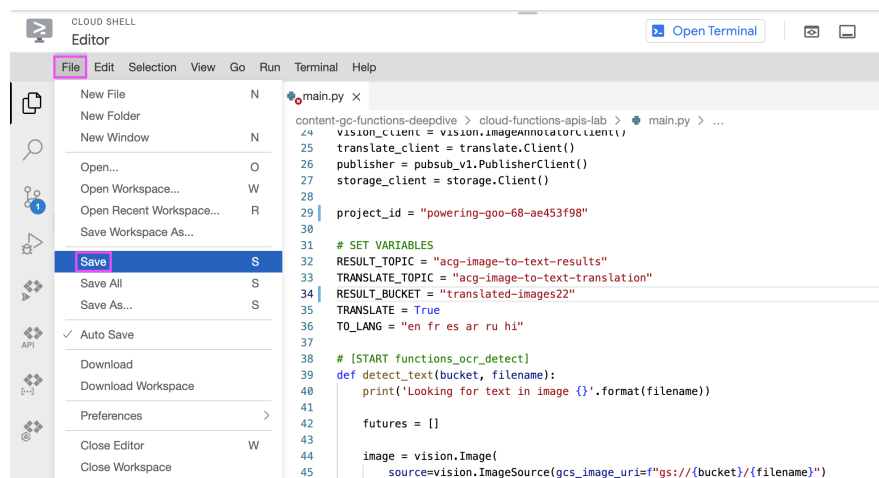 CLOUD SHELL
Editor
Open Terminal
File Edit Selection View Go Run Terminal Help
New File N
New Folder
New Window N
Open... O
Open Workspace... W
Open Recent Workspace... R
Save Workspace As...
Save S
Save All S
Save As... S
✓ Auto Save
Download
Download Workspace
Preferences >
Close Editor W
Close Workspace
1
API
main.py ×
content-gc-functions-deepdive > cloud-functions-apis-lab > main.py > ...
24 vision_client = vision.ImageAnnotatorClient()
25 translate_client = translate.Client()
26 publisher = pubsub_v1.PublisherClient()
27 storage_client = storage.Client()
28
29 project_id = "powering-goo-68-ae453f98"
30
31 # SET VARIABLES
32 RESULT_TOPIC = "acg-image-to-text-results"
33 TRANSLATE_TOPIC = "acg-image-to-text-translation"
34 RESULT_BUCKET = "translated-images22"
35 TRANSLATE = True
36 TO_LANG = "en fr es ar ru hi"
37
38 # [START functions_ocr_detect]
39 def detect_text(bucket, filename):
40     print('Looking for text in image {}'.format(filename))
41
42     futures = []
43
44     image = vision.Image(
45         source=vision.ImageSource(gcs_image_uri=f"gs://{bucket}/{filename}")